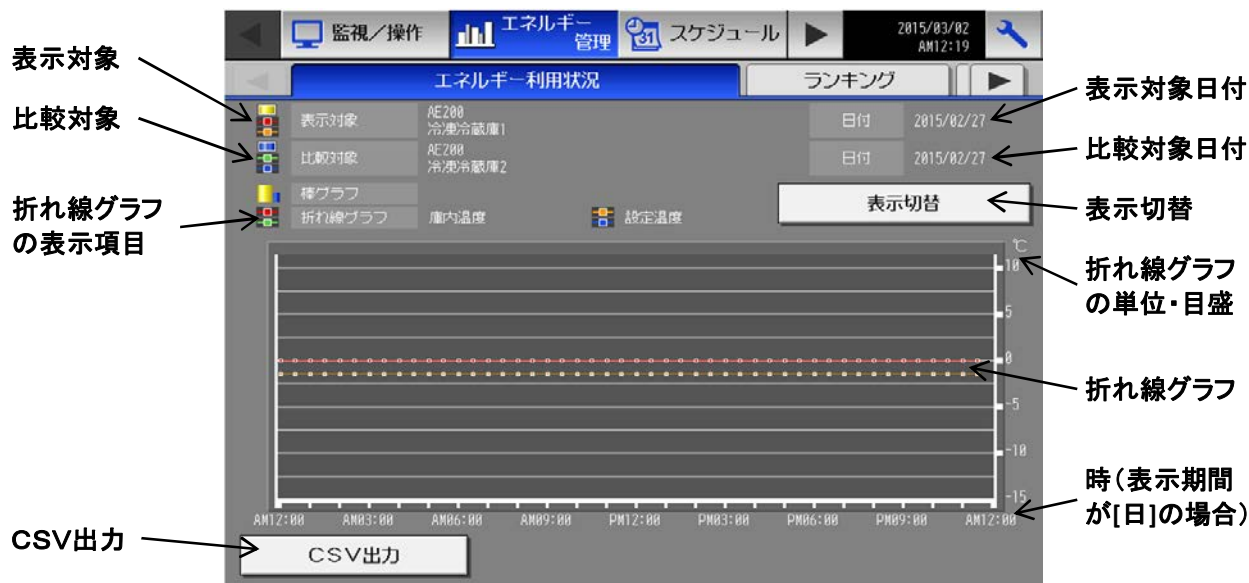 監視／操作
エネルギー
管理
31
スケジュール
2015/03/02
AM12:19
エネルギー利用状況
ランキング
表示対象
AE200
冷凍冷蔵庫1
日付
2015/02/27
比較対象
AE200
冷凍冷蔵庫2
日付
2015/02/27
棒グラフ
折れ線グラフ
庫内温度
設定温度
表示切替
℃
10
5
0
-5
-10
-15
AM12:00
AM03:00
AM06:00
AM09:00
PM12:00
PM03:00
PM06:00
PM09:00
AM12:00
CSV出力
表示対象
比較対象
折れ線グラフ
の表示項目
CSV出力
表示対象日付
比較対象日付
表示切替
折れ線グラフ
の単位・目盛
折れ線グラフ
時（表示期間
が[日]の場合）